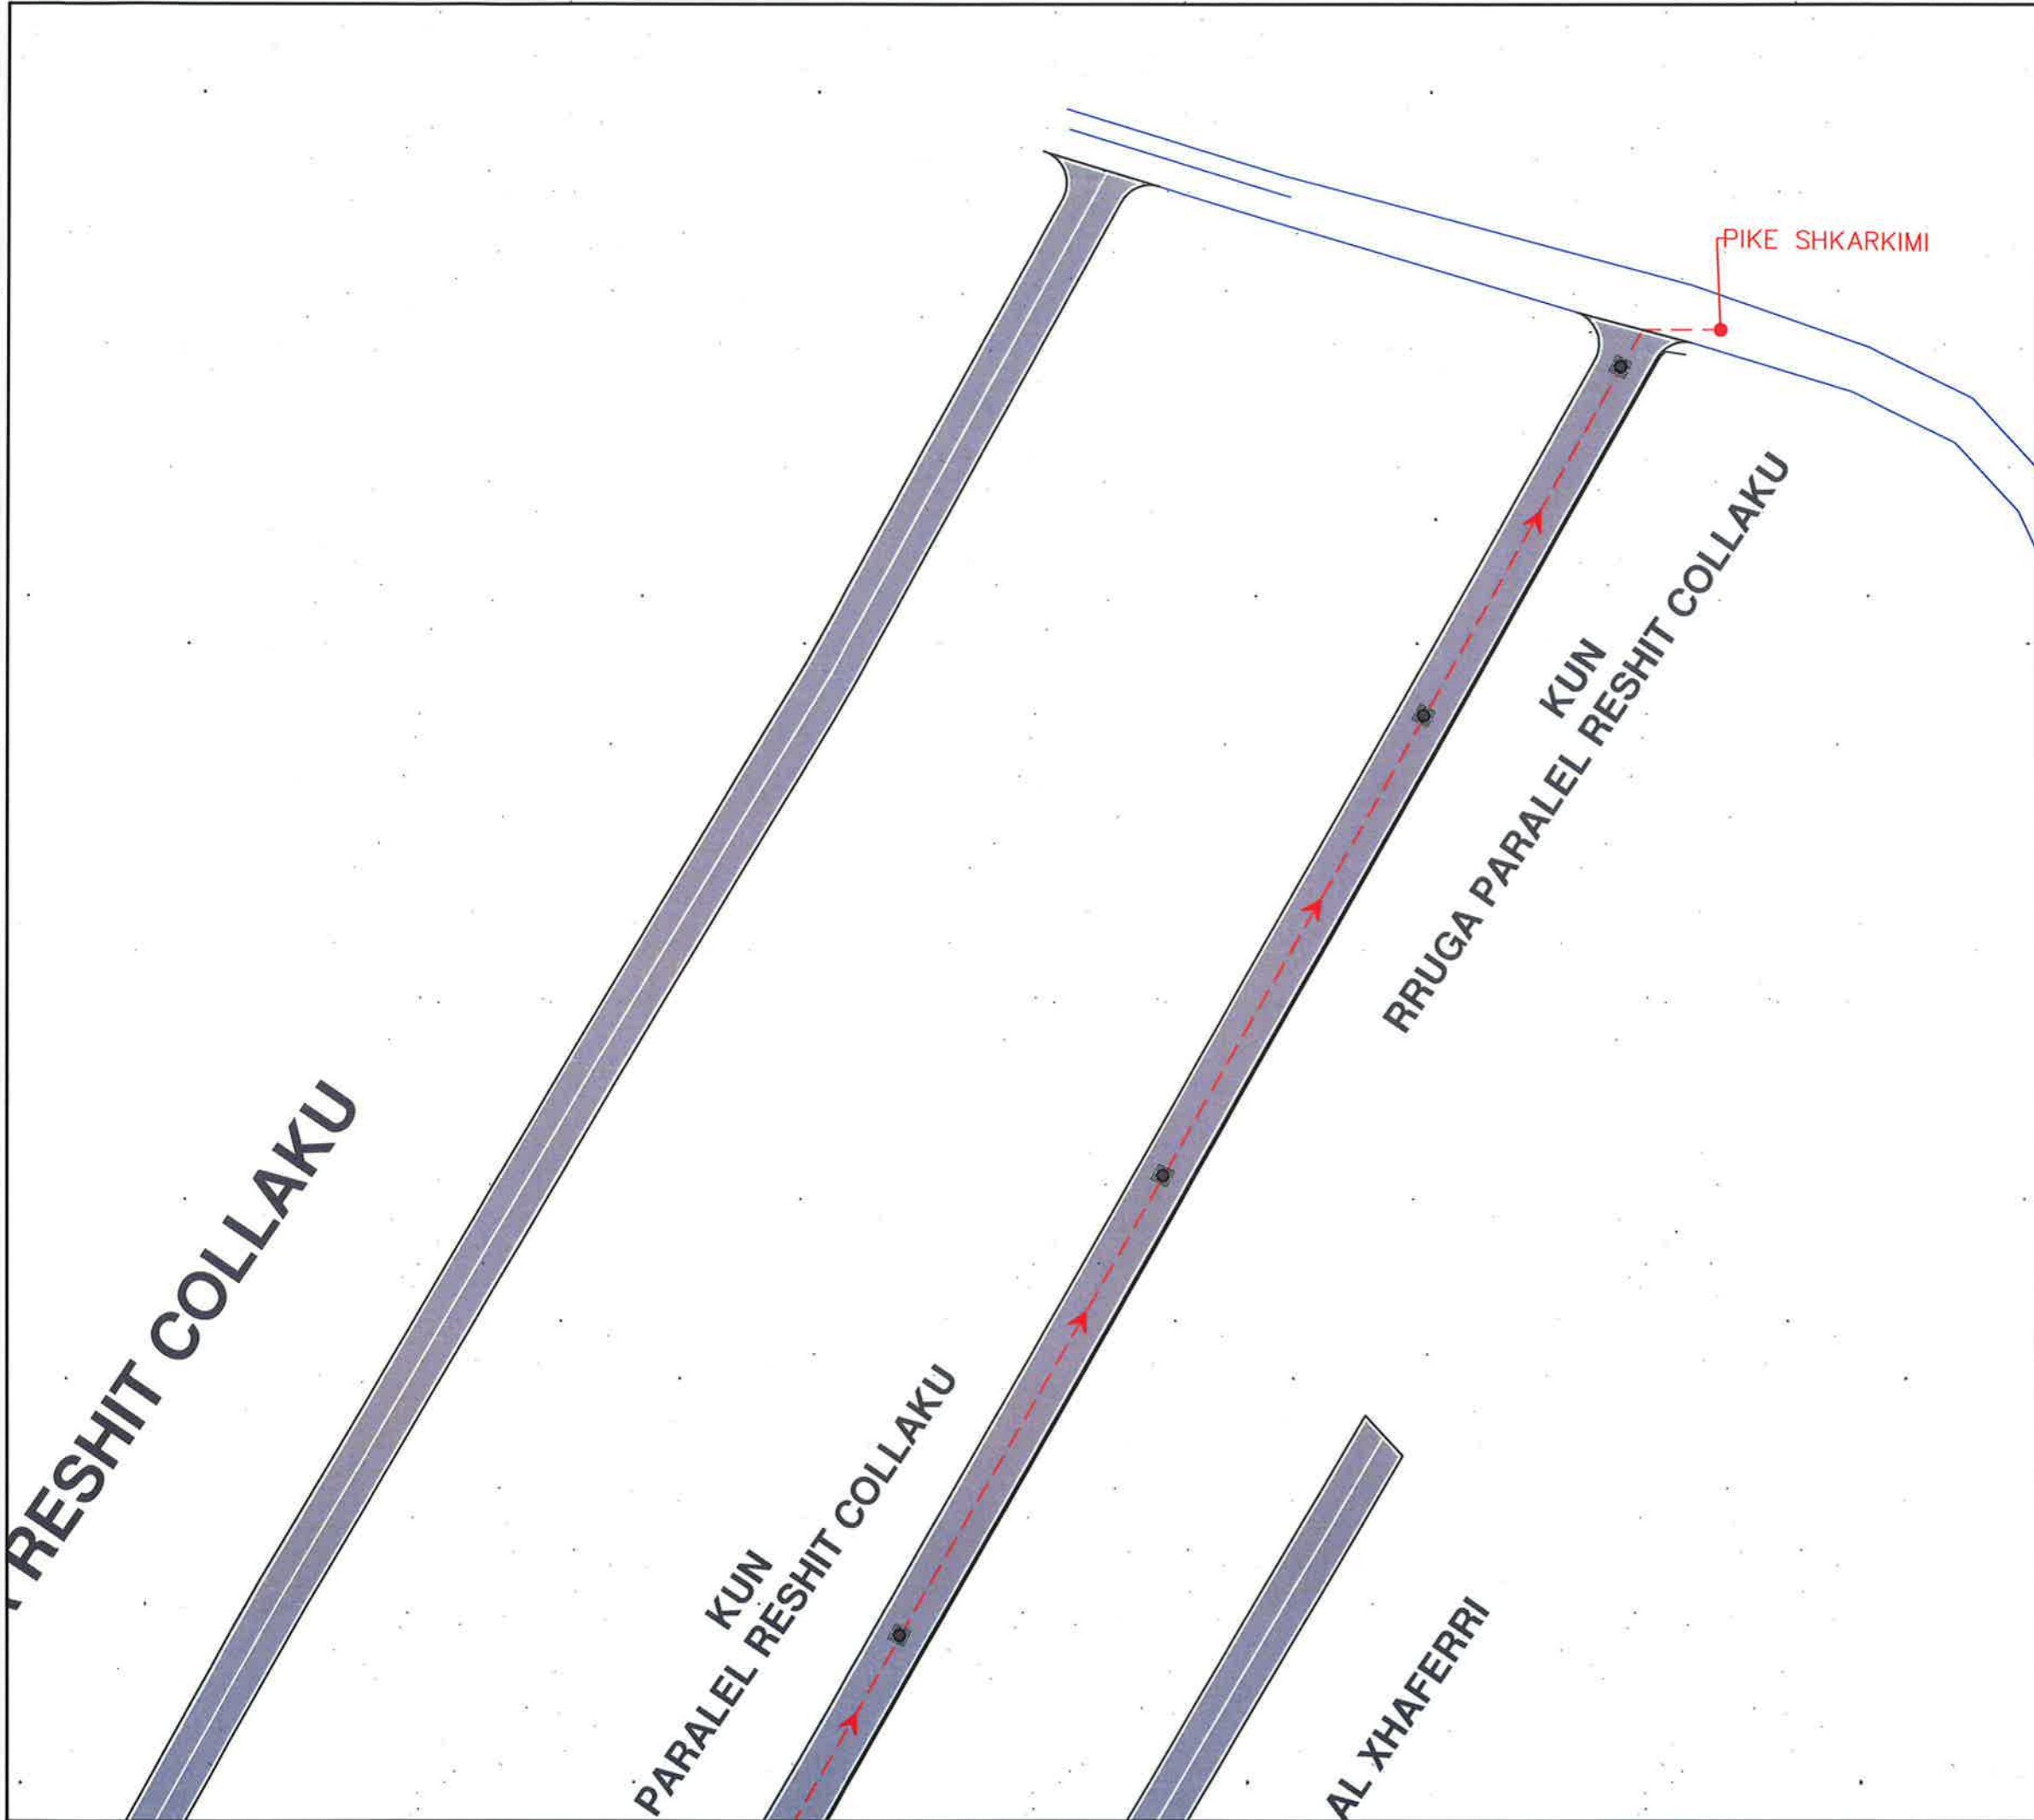 PIKE SHKARKIMI
KUN
RRUGA PARALEL RESHIT COLLAKU
RESHIT COLLAKU
KUN
PARALEL RESHIT COLLAKU
AL XHAFERRI